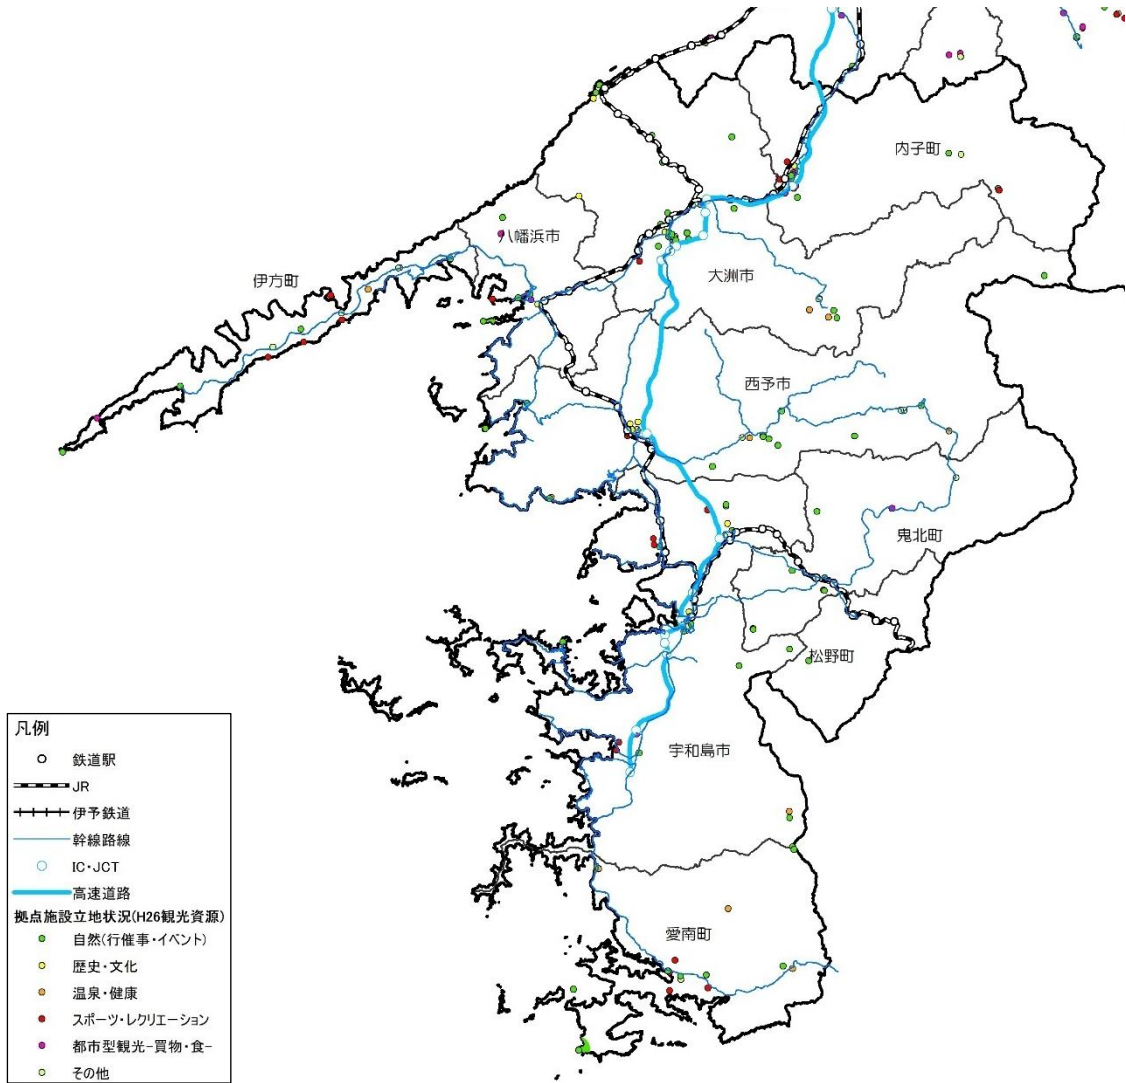 内子町
八幡浜市
伊方町
大洲市
西予市
鬼北町
松野町
宇和島市
愛南町
凡例
鉄道駅
JR
伊予鉄道
幹線路線
IC・JCT
高速道路
拠点施設立地状況(H26観光資源)
自然(行催事・イベント)
歴史・文化
温泉・健康
スポーツ・レクリエーション
都市型観光-買物・食-
その他